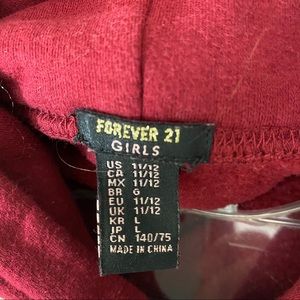 FOREVER 21
GIRLS
US 11/12
CA 11/12
MX 11/12
BR G
EU 11/12
UK 11/12
KR L
JP L
CN 140/75
MADE IN CHINA